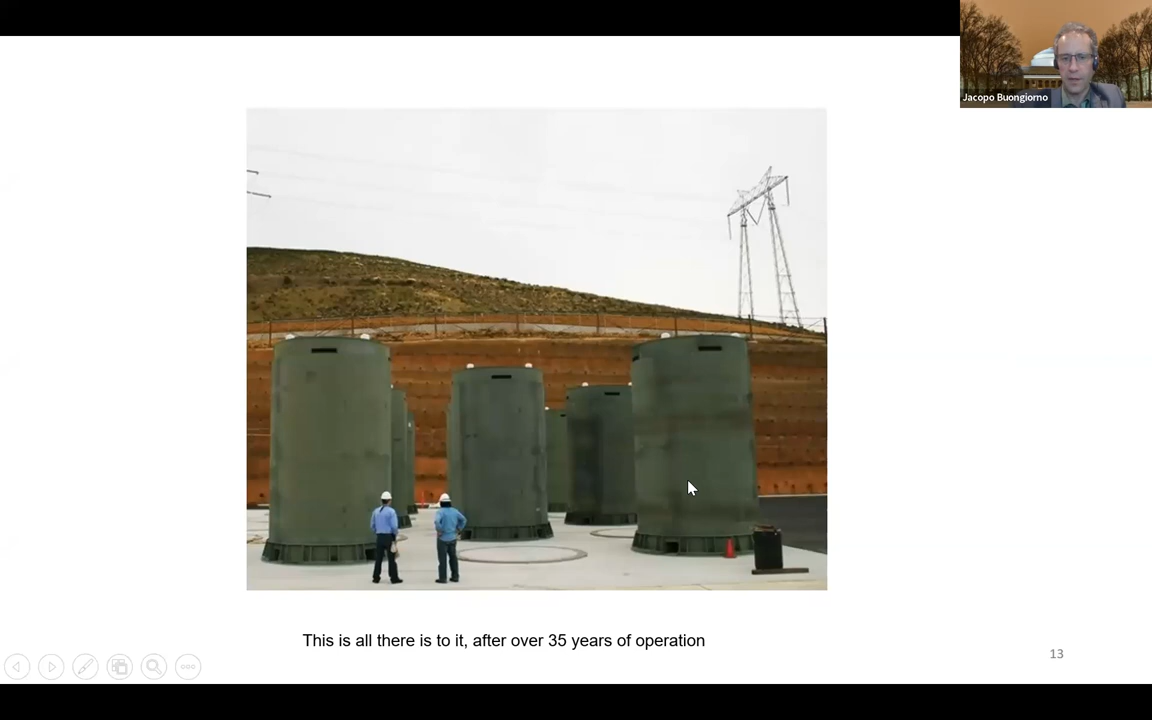 Jacopo Buongiorno
This is all there is to it, after over 35 years of operation
13